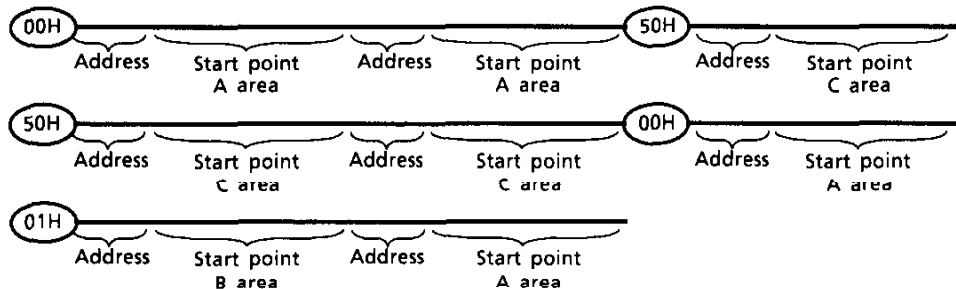 00H 50H
Address Start point Address Start point Address Start point
A area A area C area
50H 00H
Address Start point Address Start point Address Start point
C area C area A area
01H
Address Start point Address Start point
B area A area